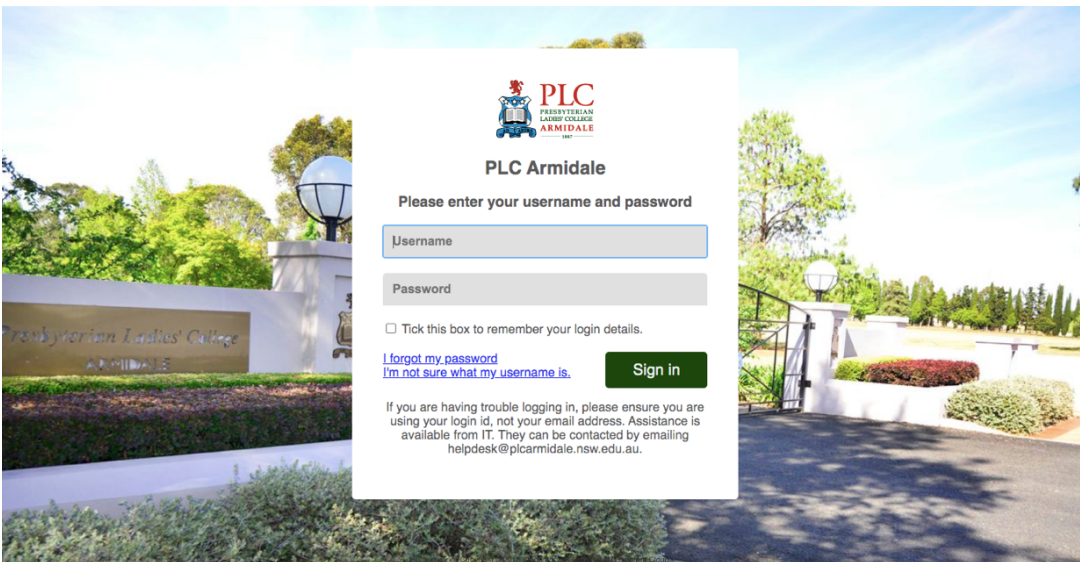 PLC
PRESBYTERIAN
LADIES' COLLEGE
ARMIDALE
1887
PLC Armidale
Please enter your username and password
Username
Password
Tick this box to remember your login details.
I forgot my password
I'm not sure what my username is.
Sign in
If you are having trouble logging in, please ensure you are
using your login id, not your email address. Assistance is
available from IT. They can be contacted by emailing
helpdesk@plcarmidale.nsw.edu.au.
Presbyterian Ladies' College
ARMIDALE